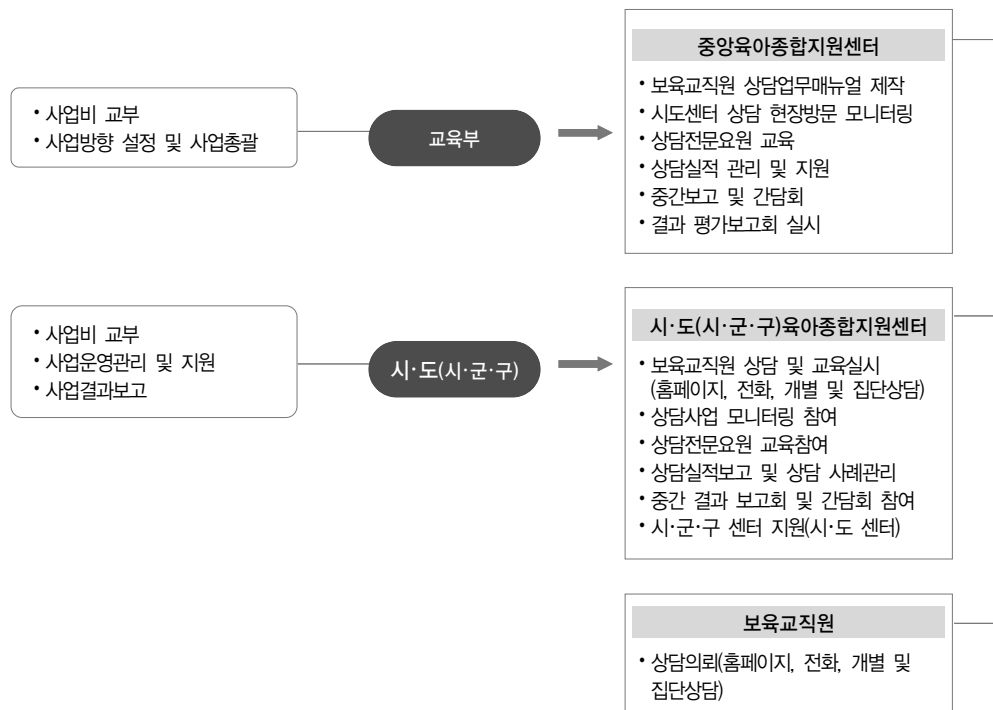 • 사업비 교부
• 사업방향 설정 및 사업총괄
교육부
중앙육아종합지원센터
• 보육교직원 상담업무매뉴얼 제작
• 시도센터 상담 현장방문 모니터링
• 상담전문요원 교육
• 상담실적 관리 및 지원
• 중간보고 및 간담회
• 결과 평가보고회 실시
• 사업비 교부
• 사업운영관리 및 지원
• 사업결과보고
시·도(시·군·구)
시·도(시·군·구)육아종합지원센터
• 보육교직원 상담 및 교육실시
(홈페이지, 전화, 개별 및 집단상담)
• 상담사업 모니터링 참여
• 상담전문요원 교육참여
• 상담실적보고 및 상담 사례관리
• 중간 결과 보고회 및 간담회 참여
• 시·군·구 센터 지원(시·도 센터)
보육교직원
• 상담의뢰(홈페이지, 전화, 개별 및
집단상담)